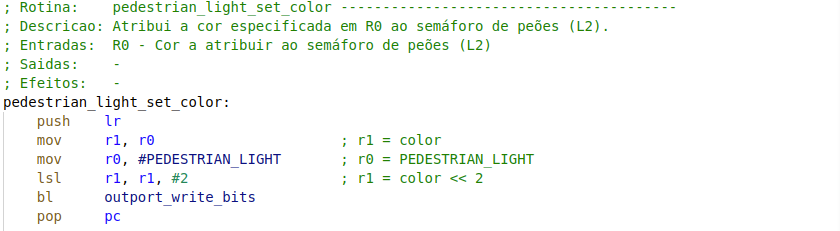 ; Rotina:    pedestrian_light_set_color ----------------------------------------
; Descricao: Atribui a cor especificada em R0 ao semáforo de peões (L2).
; Entradas:  R0 - Cor a atribuir ao semáforo de peões (L2)
; Saidas:    -
; Efeitos:   -
pedestrian_light_set_color:
    push    lr
    mov     r1, r0                      ; r1 = color
    mov     r0, #PEDESTRIAN_LIGHT       ; r0 = PEDESTRIAN_LIGHT
    lsl     r1, r1, #2                  ; r1 = color << 2
    bl      outport_write_bits
    pop     pc